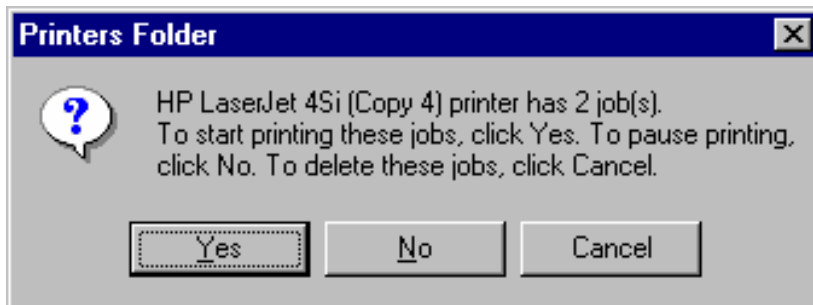 Printers Folder
HP LaserJet 4Si (Copy 4) printer has 2 job(s).
To start printing these jobs, click Yes. To pause printing,
click No. To delete these jobs, click Cancel.
Yes No Cancel